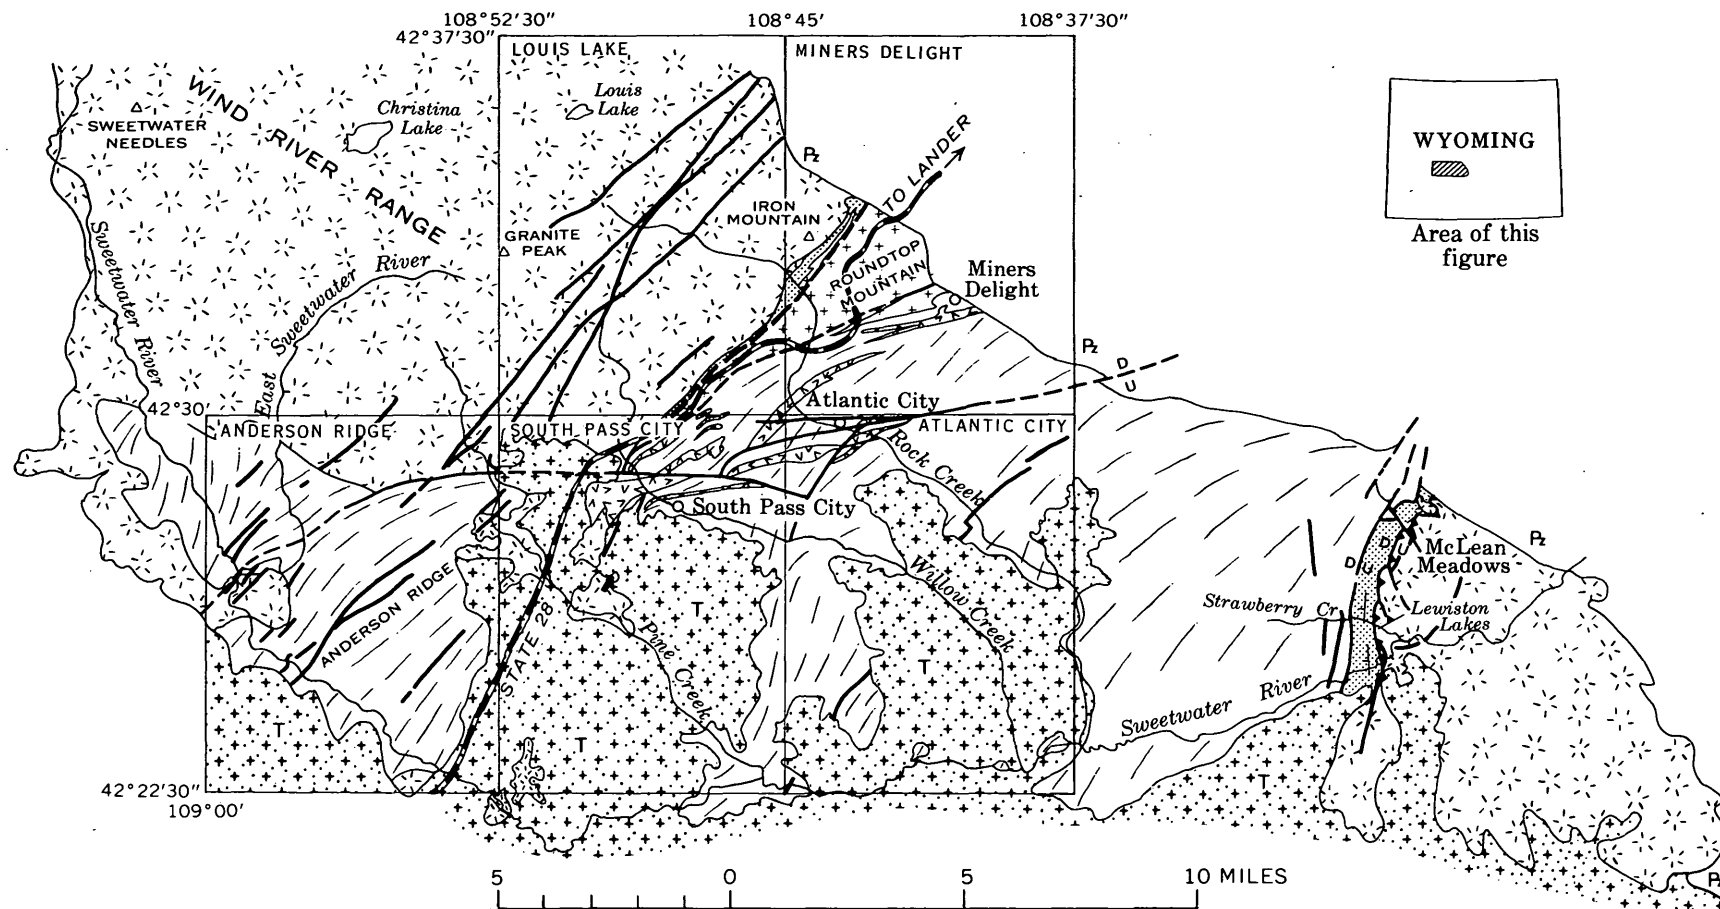 108°52'30"
108°45'
108°37'30"
42°37'30"
LOUIS LAKE
MINERS DELIGHT
WIND RIVER RANGE
SWEETWATER
NEEDLES
Christina
Lake
Louis
Lake
WYOMING
Area of this
figure
TO LANDER
Pz
IRON
MOUNTAIN
GRANITE
PEAK
ROUNDTOP
MOUNTAIN
Miners
Delight
Sweetwater River
East Sweetwater River
Pz
D
U
42°30'
ANDERSON RIDGE
SOUTH PASS CITY
Atlantic City
ATLANTIC CITY
Rock Creek
South Pass City
Pz
D U
D U
McLean
Meadows
ANDERSON RIDGE
STATE 28
T
Pine Creek
Willow Creek
T
Strawberry Cr
Lewiston
Lakes
Sweetwater River
T
T
T
42°22'30"
109°00'
P
5 0 5 10 MILES